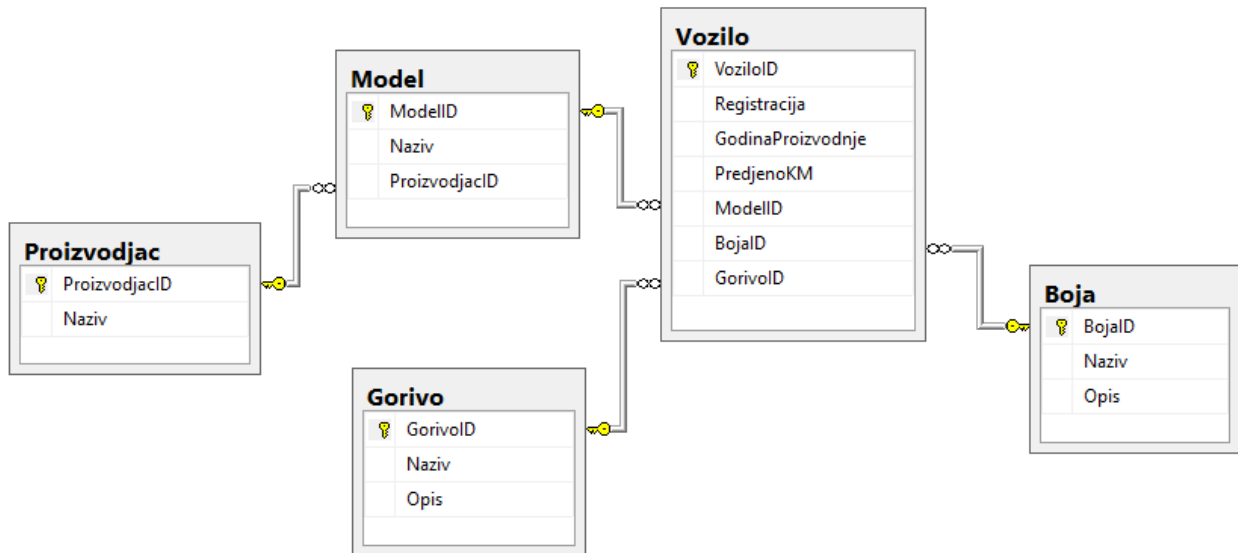 Vozilo
VoziloID
Registracija
GodinaProizvodnje
PredjenoKM
ModelID
BojaID
GorivoID
Model
ModelID
Naziv
ProizvodjacID
Proizvodjac
ProizvodjacID
Naziv
Boja
BojaID
Naziv
Opis
Gorivo
GorivoID
Naziv
Opis